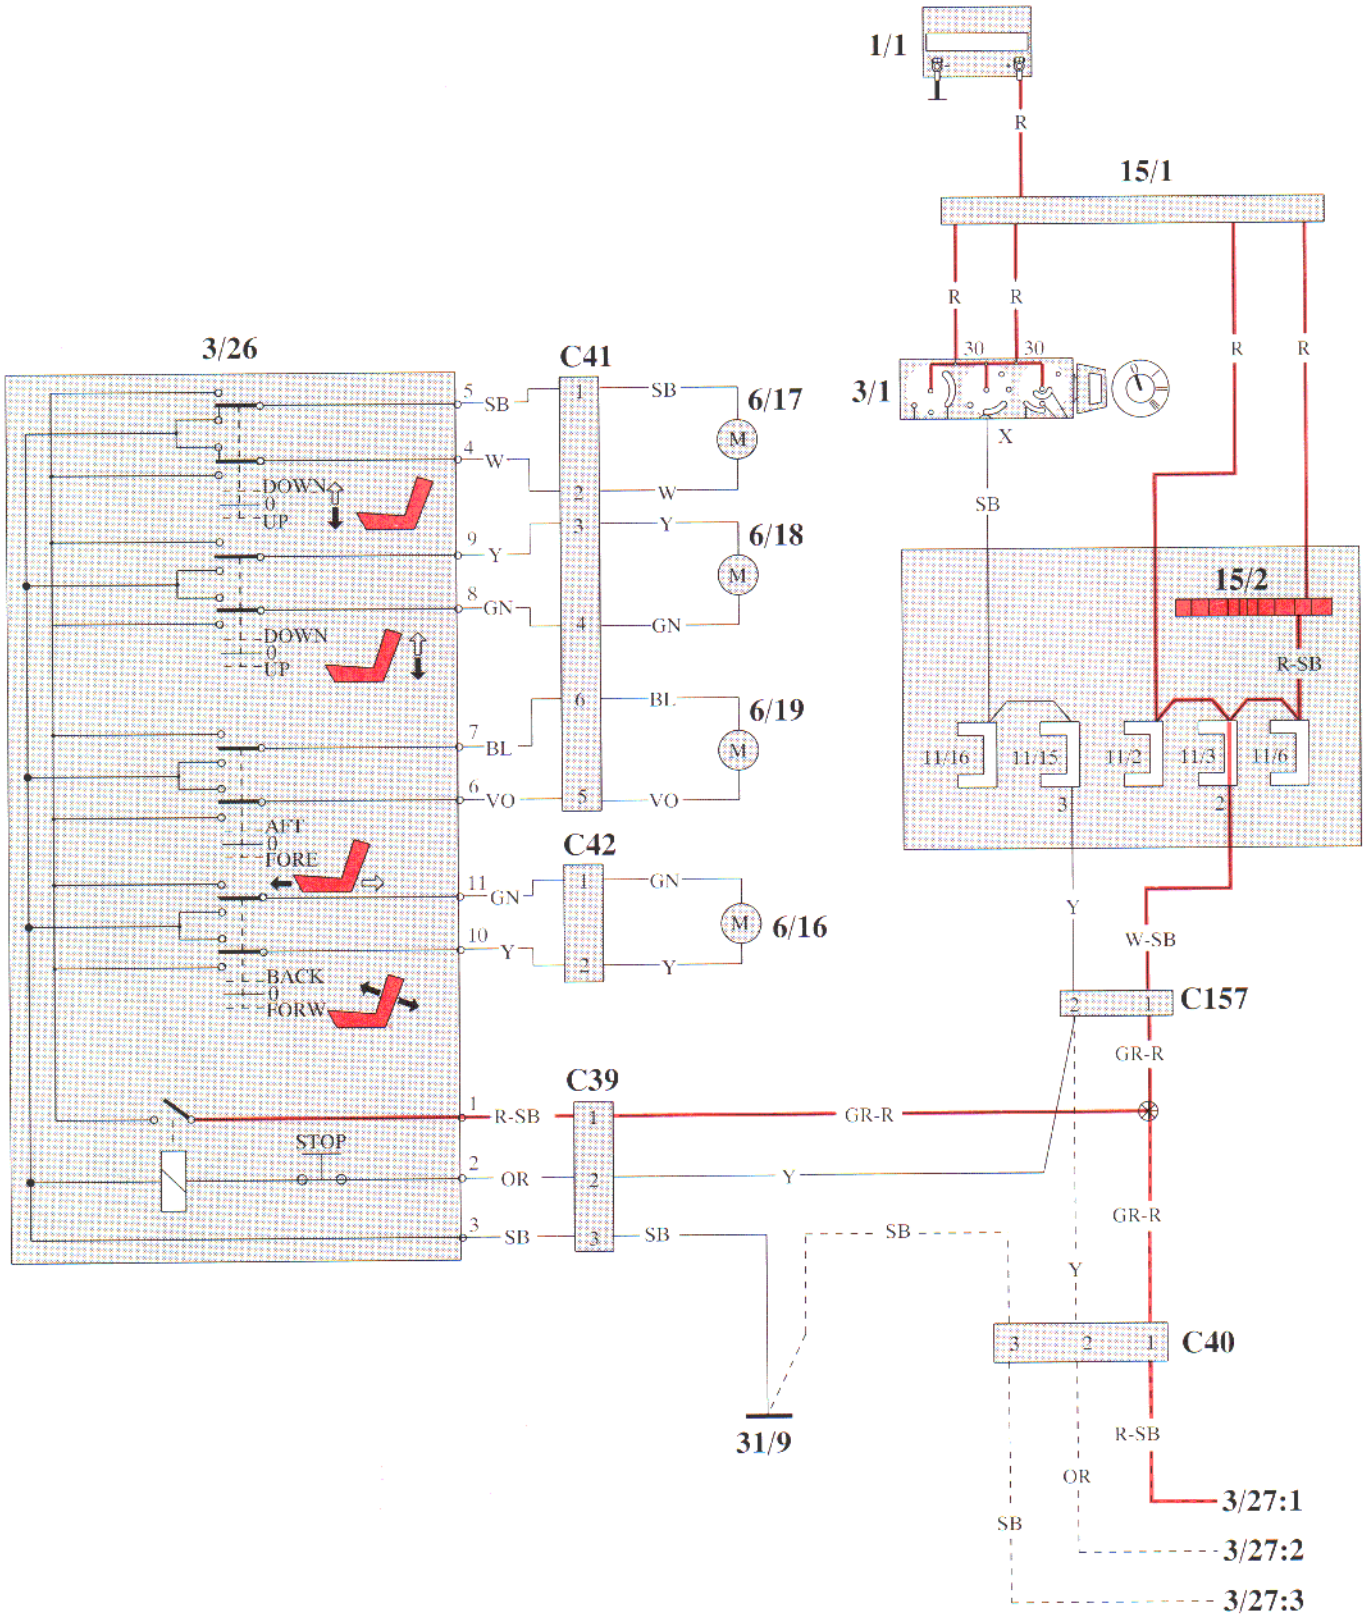 1/1
R
15/1
R R R R
30 30
3/1
X
SB
15/2
R-SB
11/16 11/15 11/2 11/3 11/6
3 2
Y
W-SB
2 1 C157
GR-R
3/26
5 SB
4 W
DOWN
0
UP
9 Y
8 GN
DOWN
0
UP
7 BL
6 VO
AFT
0
FORE
11 GN
10 Y
BACK
0
FORW
C41
1 SB
6/17
M
2 W
3 Y
6/18
M
4 GN
6 BL
6/19
M
5 VO
C42
1 GN
M 6/16
2 Y
C39
1 R-SB 1 GR-R
STOP
2 OR 2 Y
3 SB 3 SB
SB
GR-R
Y
3 2 1 C40
31/9
R-SB
OR
SB
3/27:1
3/27:2
3/27:3